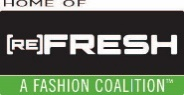 HOME OF
[RE]FRESH
A FASHION COALITION™